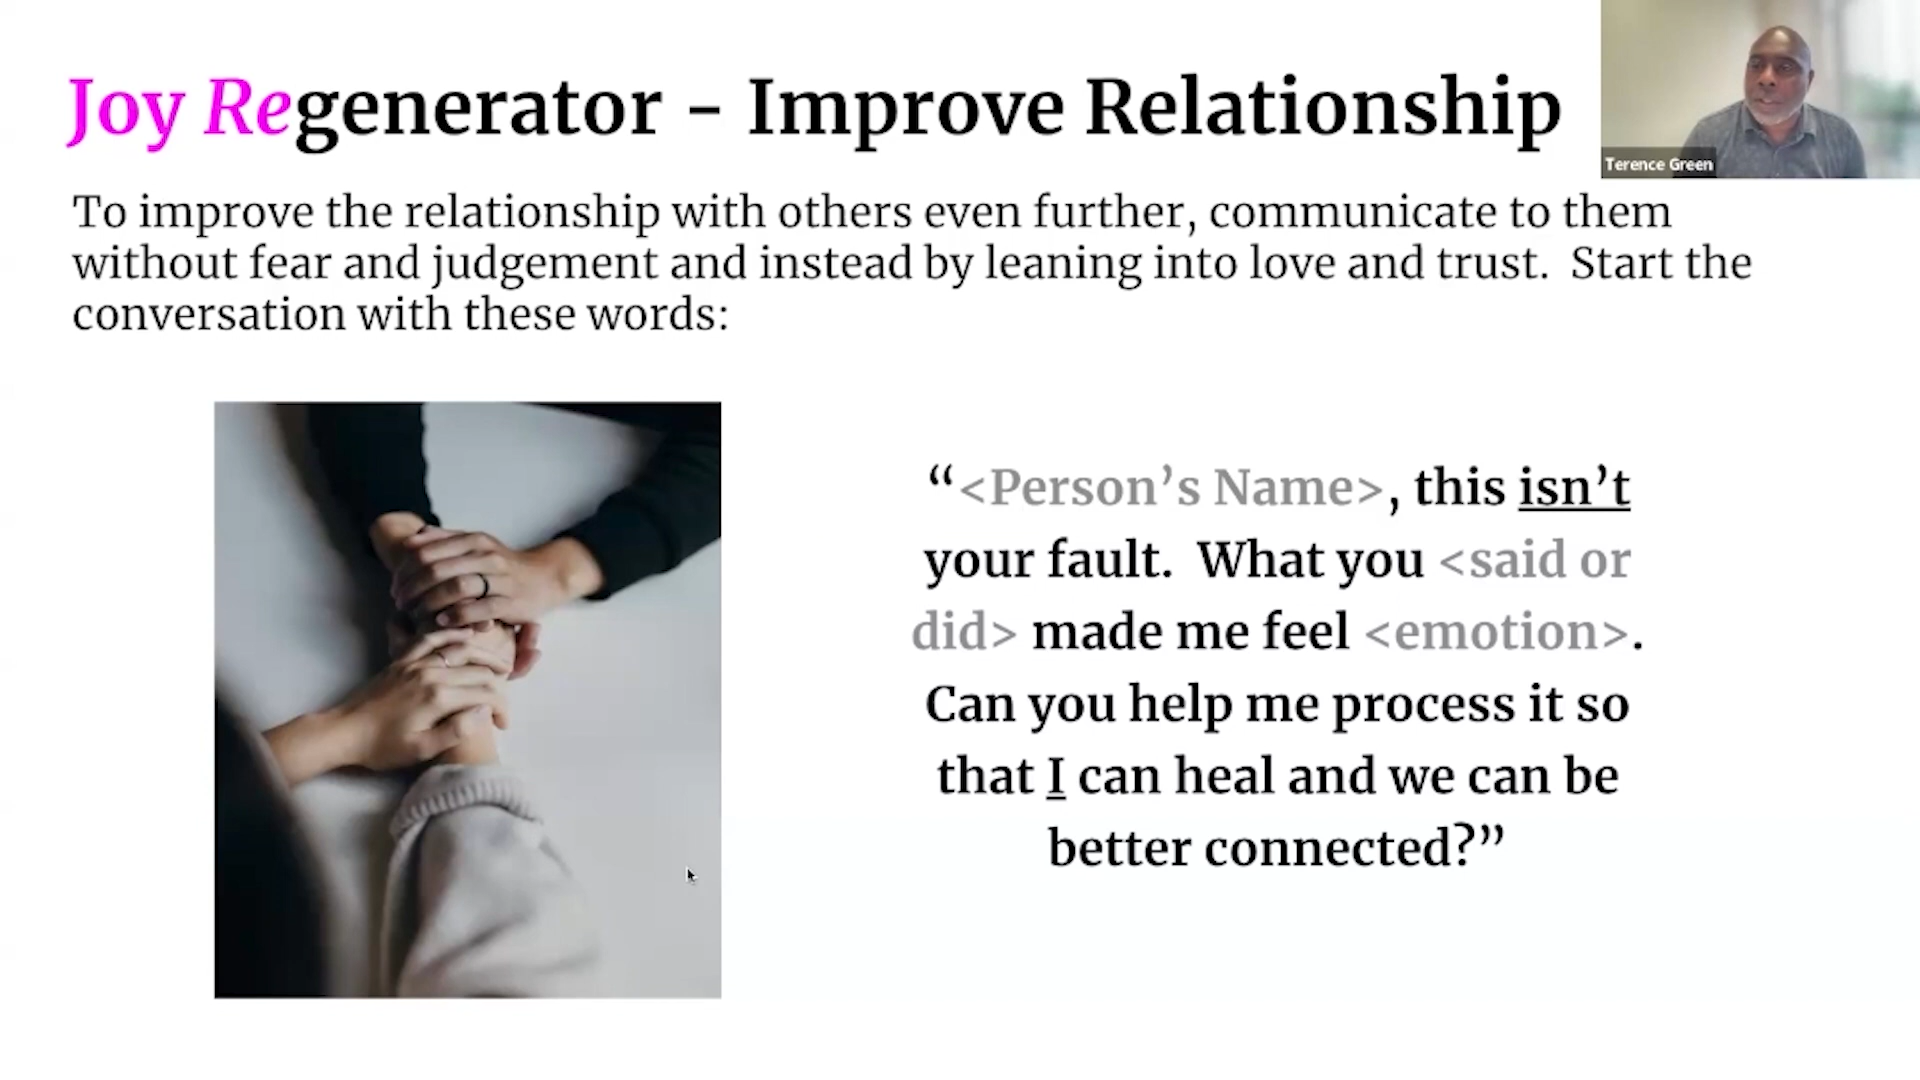 Joy Regenerator - Improve Relationship
Terence Green
To improve the relationship with others even further, communicate to them
without fear and judgement and instead by leaning into love and trust.  Start the
conversation with these words:
“<Person’s Name>, this isn’t
your fault.  What you <said or
did> made me feel <emotion>.
Can you help me process it so
that I can heal and we can be
better connected?”